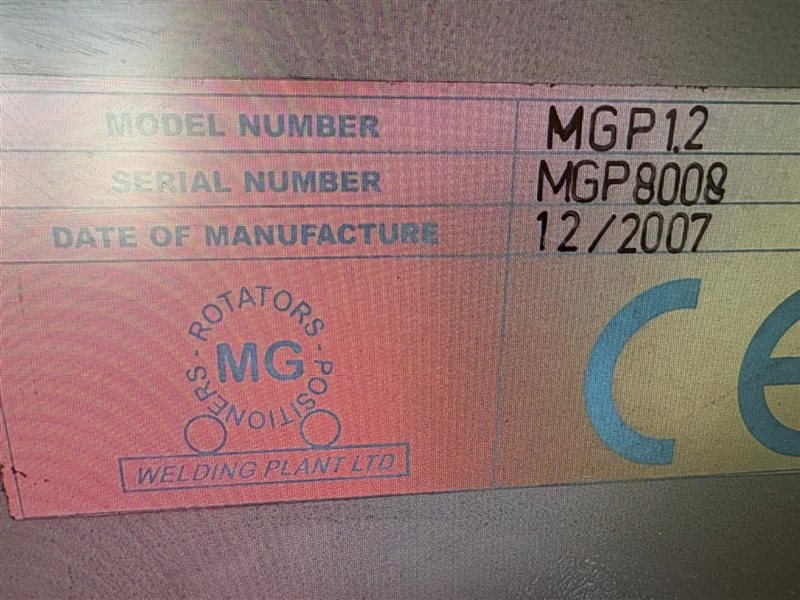 MODEL NUMBER MGP1.2
SERIAL NUMBER MGP8008
DATE OF MANUFACTURE 12/2007
ROTATORS - POSITIONERS -
MG
WELDING PLANT LTD
CE